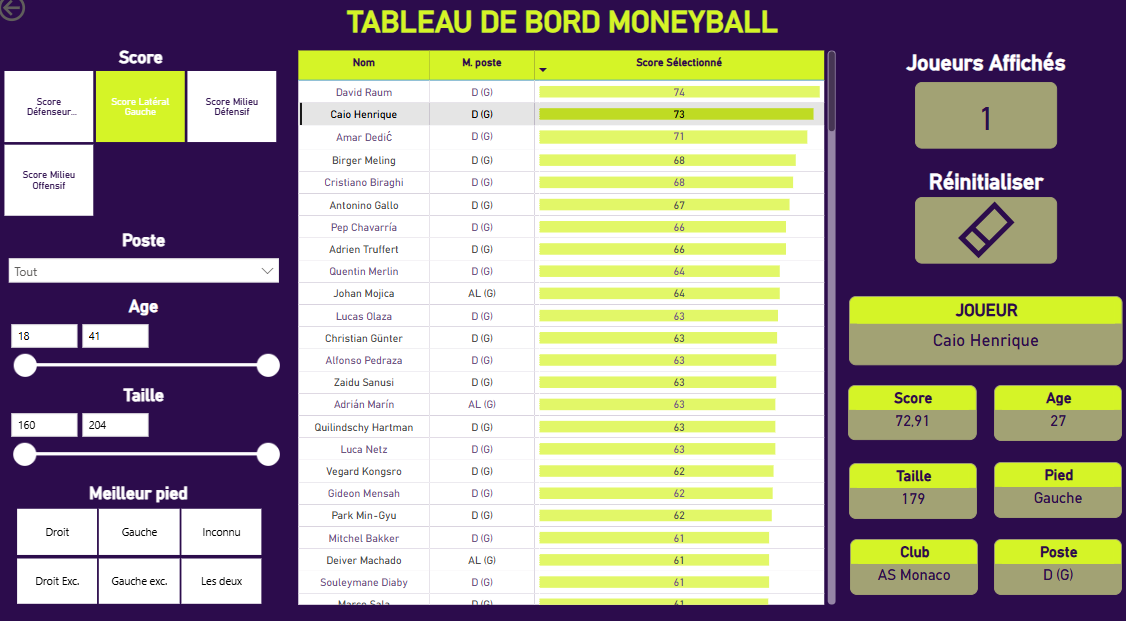 TABLEAU DE BORD MONEYBALL
Score
Score Défenseur...
Score Latéral Gauche
Score Milieu Défensif
Score Milieu Offensif
Poste
Tout
Age
18 41
Taille
160 204
Meilleur pied
Droit Gauche Inconnu
Droit Exc. Gauche exc. Les deux
Nom M. poste Score Sélectionné
David Raum D (G) 74
Caio Henrique D (G) 73
Amar Dedić D (G) 71
Birger Meling D (G) 68
Cristiano Biraghi D (G) 68
Antonino Gallo D (G) 67
Pep Chavarría D (G) 66
Adrien Truffert D (G) 66
Quentin Merlin D (G) 64
Johan Mojica AL (G) 64
Lucas Olaza D (G) 63
Christian Günter D (G) 63
Alfonso Pedraza D (G) 63
Zaidu Sanusi D (G) 63
Adrián Marín AL (G) 63
Quilindschy Hartman D (G) 63
Luca Netz D (G) 63
Vegard Kongsro D (G) 62
Gideon Mensah D (G) 62
Park Min-Gyu D (G) 62
Mitchel Bakker D (G) 61
Deiver Machado AL (G) 61
Souleymane Diaby D (G) 61
Marco Sala D (G) 61
Joueurs Affichés
1
Réinitialiser
JOUEUR
Caio Henrique
Score
72,91
Age
27
Taille
179
Pied
Gauche
Club
AS Monaco
Poste
D (G)